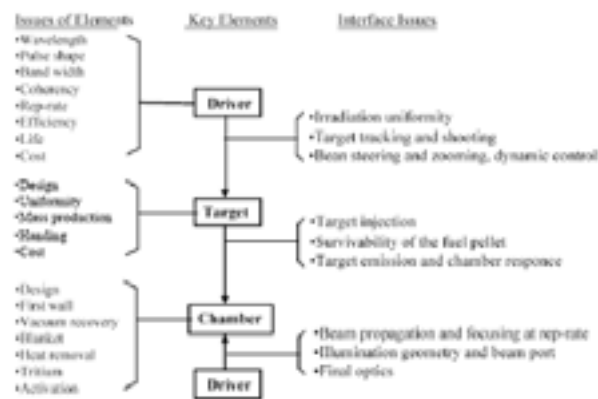 Issues of Elements
Key Elements
Interface Issues
•Wavelength
•Pulse shape
•Band width
•Coherency
•Rep-rate
•Efficiency
•Life
•Cost
Driver
•Irradiation uniformity
•Target tracking and shooting
•Bean steering and zooming, dynamic control
•Design
•Uniformity
•Mass production
•Cost
Target
•Target injection
•Survivability of the fuel pellet
•Target emission and chamber responce
•Design
•First wall
•Vacuum recovery
•Blanket
•Heat removal
•Tritium
•Activation
Chamber
•Beam propagation and focusing at rep-rate
•Illumination geometry and beam port
•Final optics
Driver